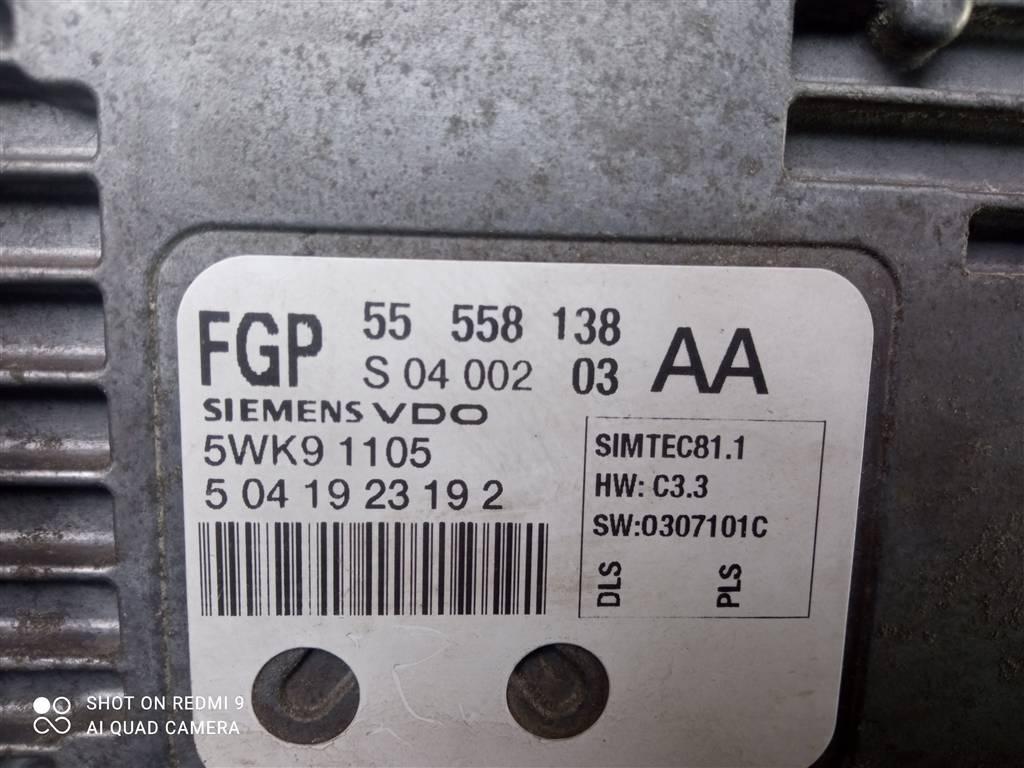 FGP 55 558 138 AA
S 04 002 03
SIEMENS VDO
5WK9 1105
5 04 19 23 19 2
SIMTEC81.1
HW: C3.3
SW:0307101C
DLS PLS
SHOT ON REDMI 9
AI QUAD CAMERA